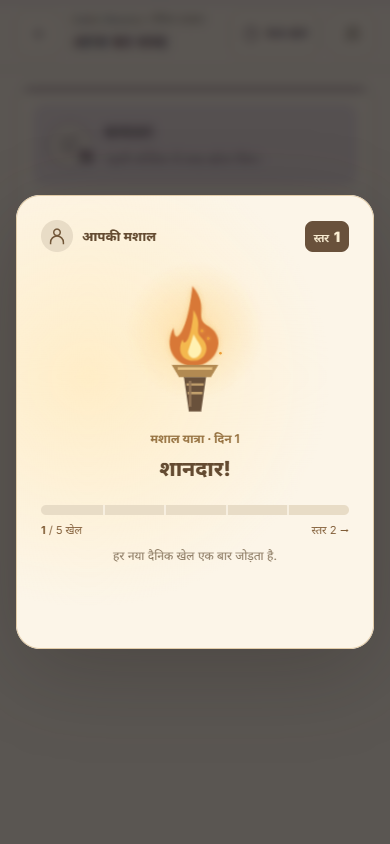 आपकी मशाल
स्तर 1
मशाल यात्रा · दिन 1
शानदार!
1 / 5 खेल
स्तर 2 →
हर नया दैनिक खेल एक बार जोड़ता है.